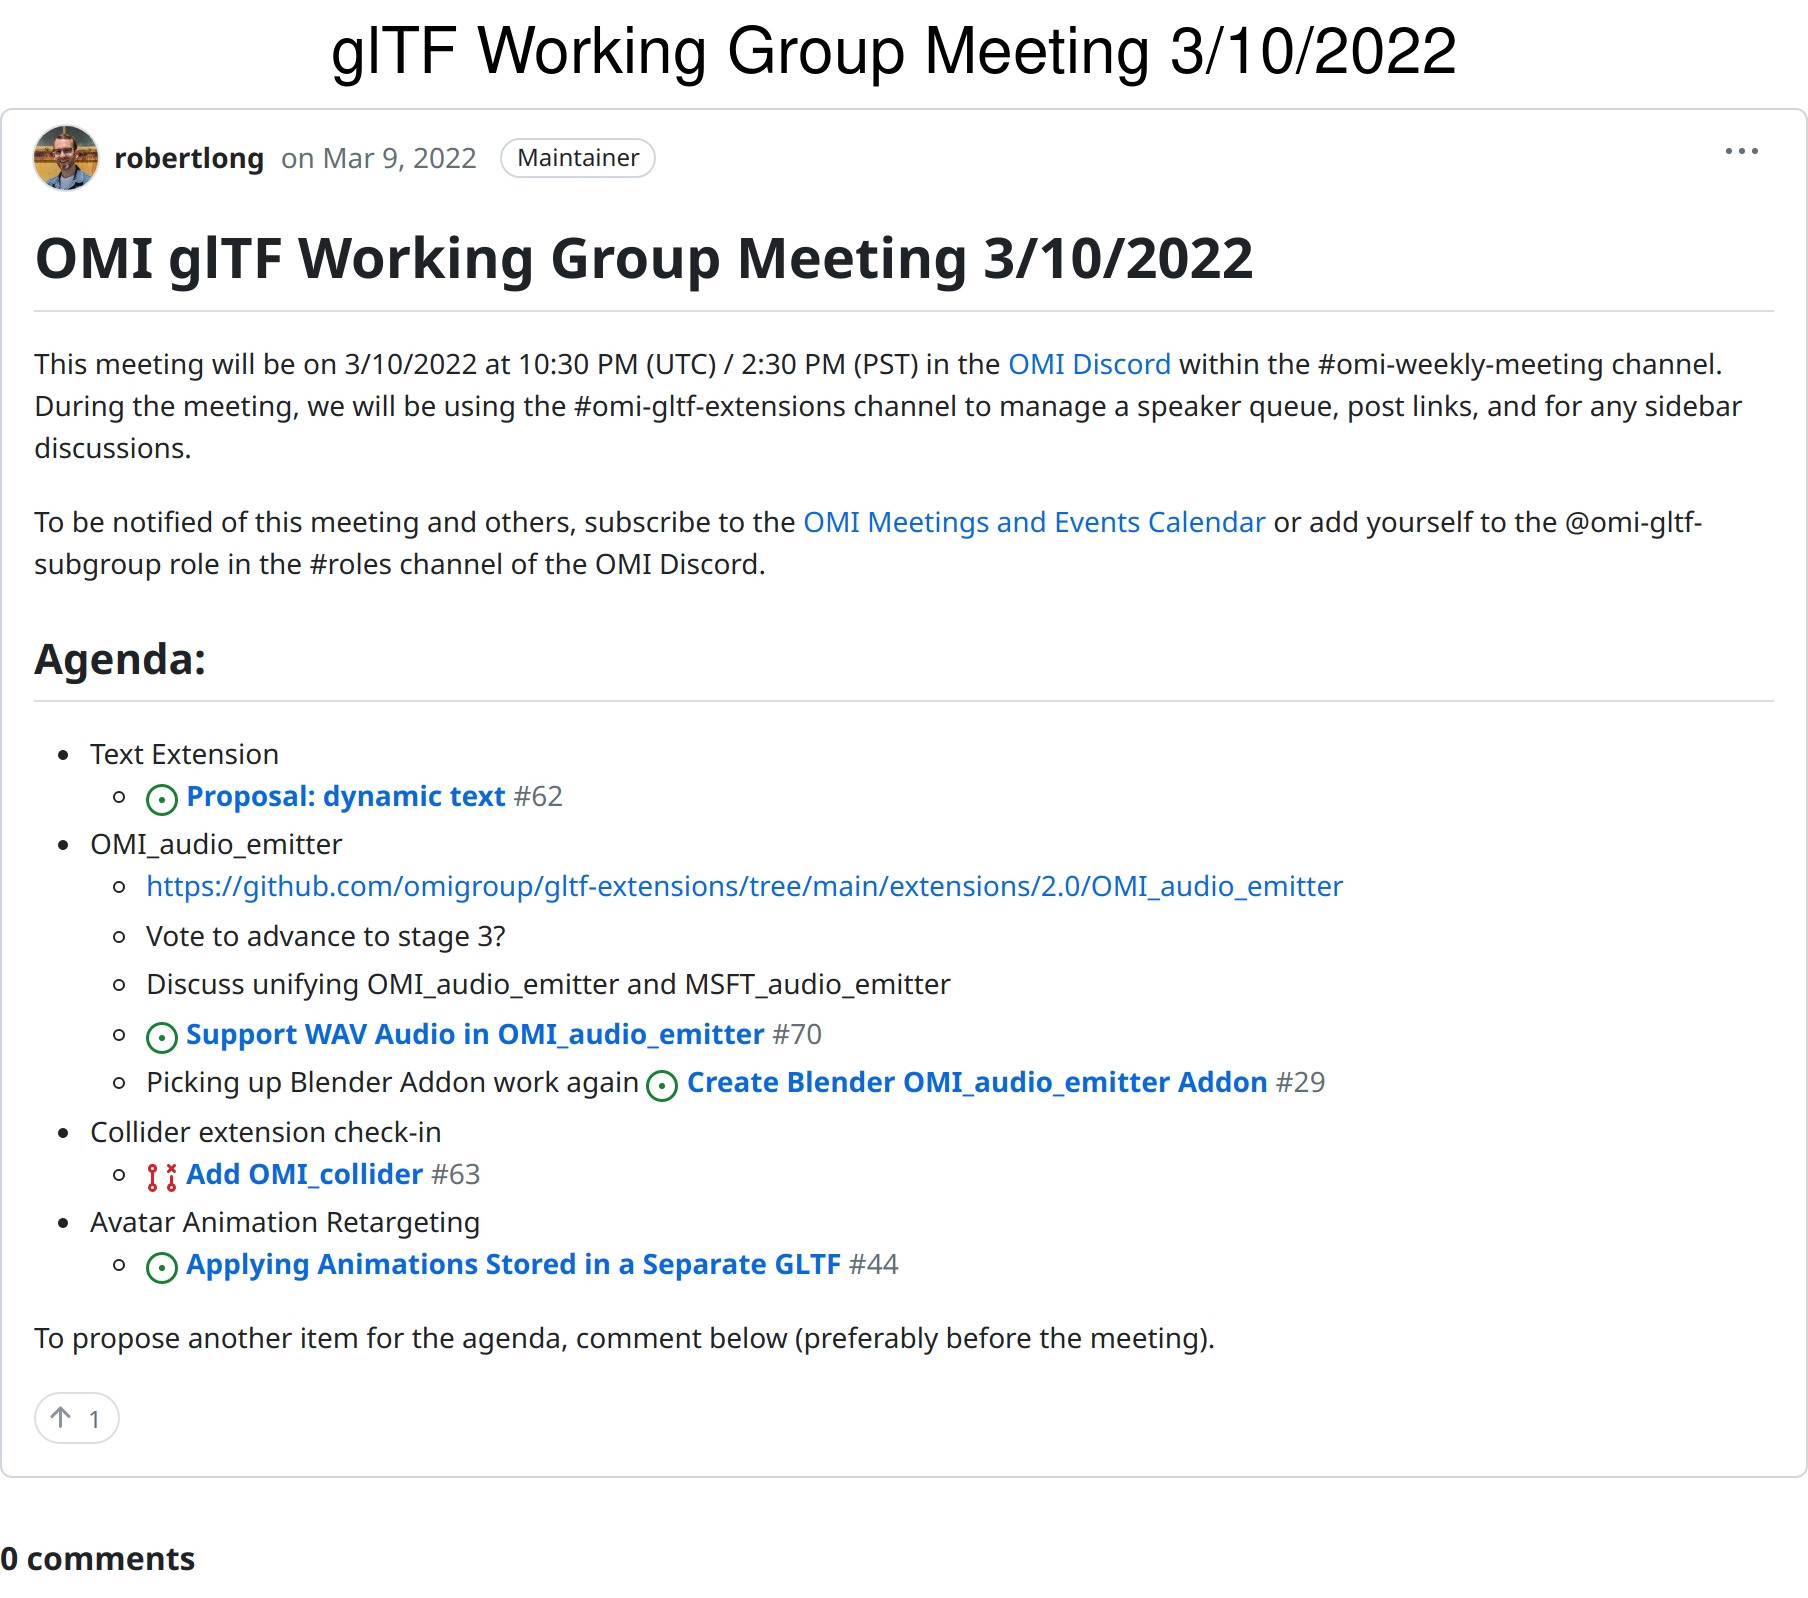 glTF Working Group Meeting 3/10/2022
robertlong on Mar 9, 2022 Maintainer
OMI glTF Working Group Meeting 3/10/2022
This meeting will be on 3/10/2022 at 10:30 PM (UTC) / 2:30 PM (PST) in the OMI Discord within the #omi-weekly-meeting channel.
During the meeting, we will be using the #omi-gltf-extensions channel to manage a speaker queue, post links, and for any sidebar
discussions.
To be notified of this meeting and others, subscribe to the OMI Meetings and Events Calendar or add yourself to the @omi-gltf-
subgroup role in the #roles channel of the OMI Discord.
Agenda:
Text Extension
Proposal: dynamic text #62
OMI_audio_emitter
https://github.com/omigroup/gltf-extensions/tree/main/extensions/2.0/OMI_audio_emitter
Vote to advance to stage 3?
Discuss unifying OMI_audio_emitter and MSFT_audio_emitter
Support WAV Audio in OMI_audio_emitter #70
Picking up Blender Addon work again Create Blender OMI_audio_emitter Addon #29
Collider extension check-in
Add OMI_collider #63
Avatar Animation Retargeting
Applying Animations Stored in a Separate GLTF #44
To propose another item for the agenda, comment below (preferably before the meeting).
1
0 comments